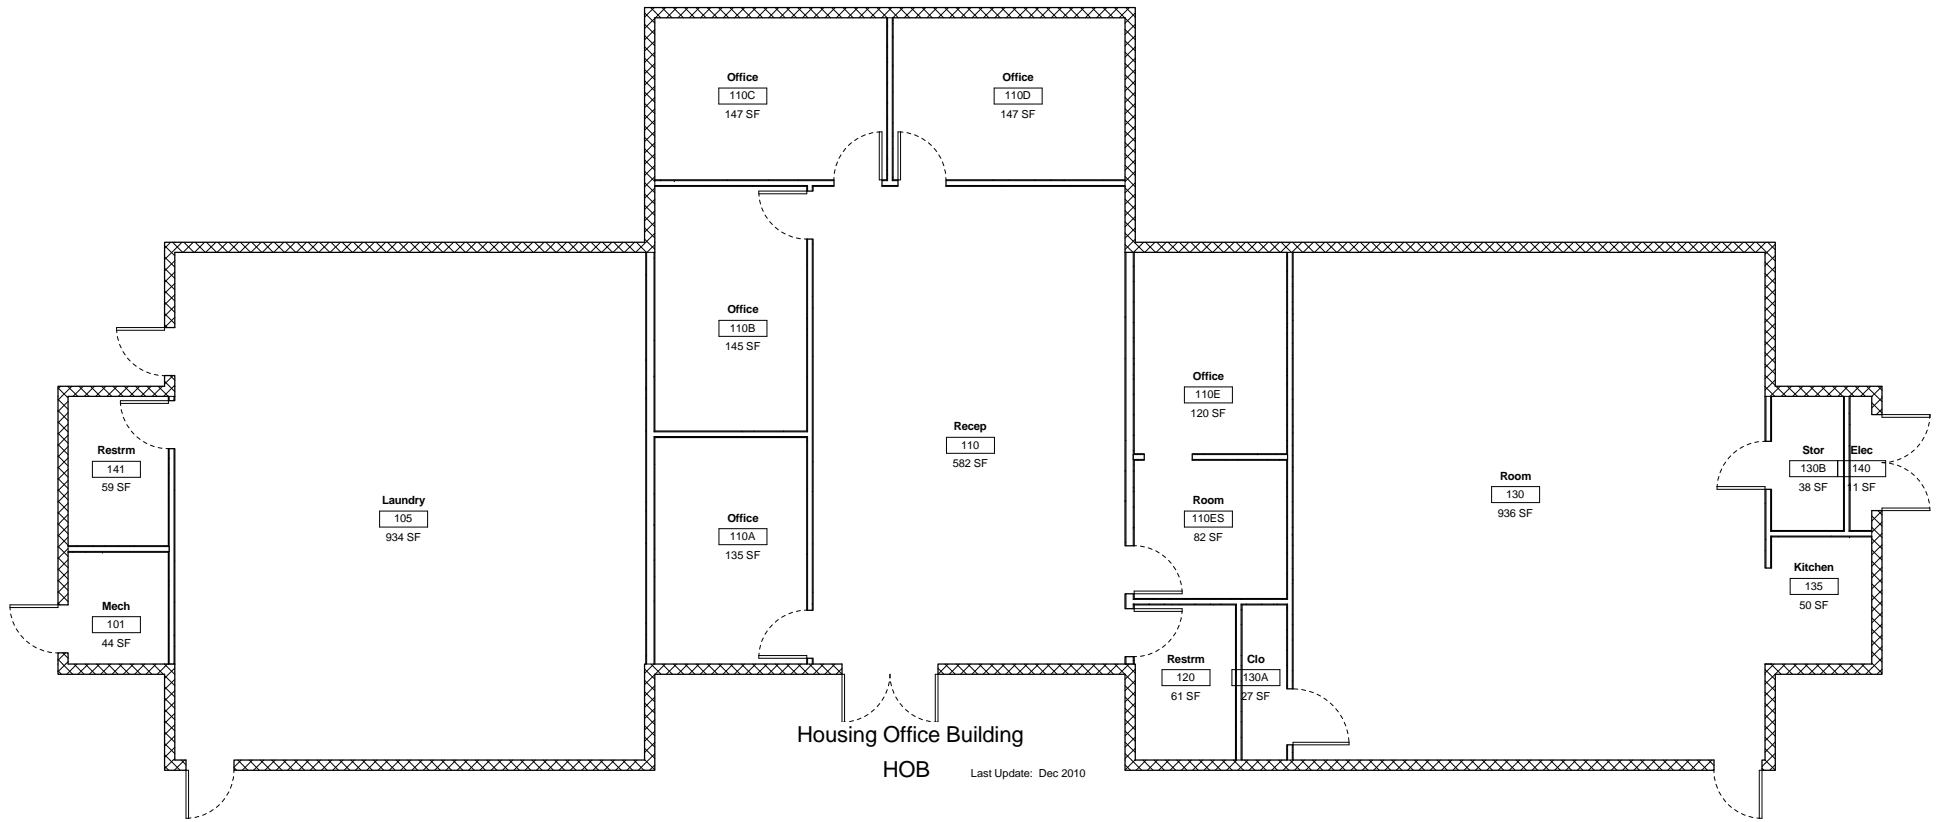 Office
110C
147 SF
Office
110D
147 SF
Office
110B
145 SF
Office
110E
120 SF
Recep
110
582 SF
Restrm
141
59 SF
Laundry
105
934 SF
Office
110A
135 SF
Room
110ES
82 SF
Room
130
936 SF
Stor
130B
38 SF
Elec
140
11 SF
Kitchen
135
50 SF
Mech
101
44 SF
Restrm
120
61 SF
Clo
130A
27 SF
Housing Office Building
HOB
Last Update: Dec 2010